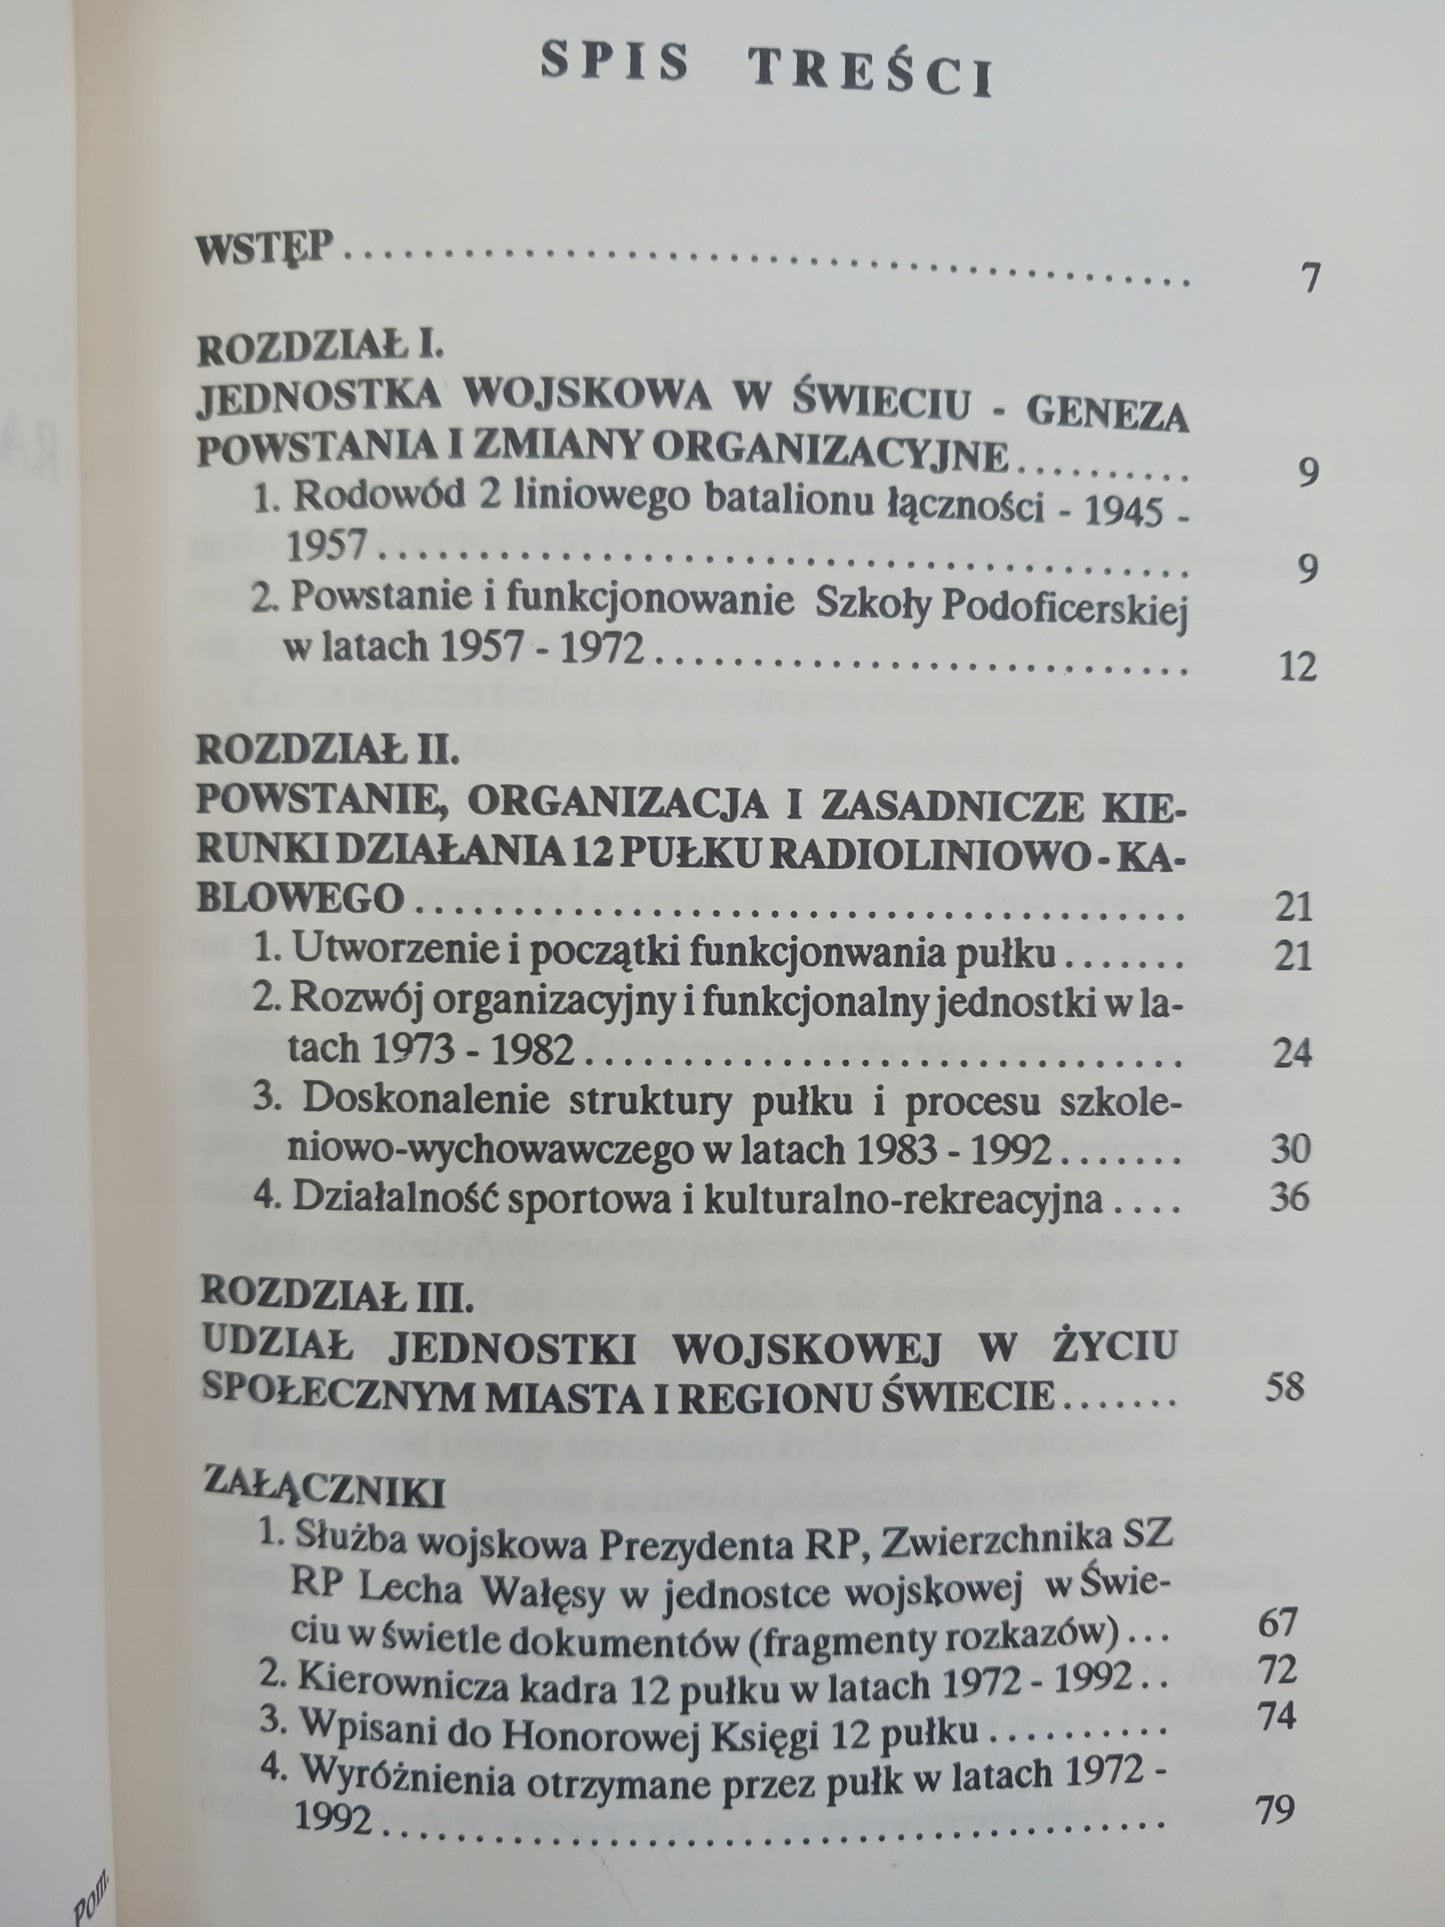 SPIS TREŚCI
WSTĘP........................................ 7
ROZDZIAŁ I.
JEDNOSTKA WOJSKOWA W ŚWIECIU - GENEZA
POWSTANIA I ZMIANY ORGANIZACYJNE.......... 9
1. Rodowód 2 liniowego batalionu łączności - 1945 -
1957........................................ 9
2. Powstanie i funkcjonowanie Szkoły Podoficerskiej
w latach 1957 - 1972........................... 12
ROZDZIAŁ II.
POWSTANIE, ORGANIZACJA I ZASADNICZE KIE-
RUNKI DZIAŁANIA 12 PUŁKU RADIOLINIOWO - KA-
BLOWEGO....................................... 21
1. Utworzenie i początki funkcjonwania pułku....... 21
2. Rozwój organizacyjny i funkcjonalny jednostki w la-
tach 1973 - 1982.............................. 24
3. Doskonalenie struktury pułku i procesu szkole-
niowo-wychowawczego w latach 1983 - 1992....... 30
4. Działalność sportowa i kulturalno-rekreacyjna.... 36
ROZDZIAŁ III.
UDZIAŁ JEDNOSTKI WOJSKOWEJ W ŻYCIU
SPOŁECZNYM MIASTA I REGIONU ŚWIECIE....... 58
ZAŁĄCZNIKI
1. Służba wojskowa Prezydenta RP, Zwierzchnika SZ
RP Lecha Wałęsy w jednostce wojskowej w Świe-
ciu w świetle dokumentów (fragmenty rozkazów)... 67
2. Kierownicza kadra 12 pułku w latach 1972 - 1992.. 72
3. Wpisani do Honorowej Księgi 12 pułku.......... 74
4. Wyróżnienia otrzymane przez pułk w latach 1972 -
1992........................................ 79
Pom.